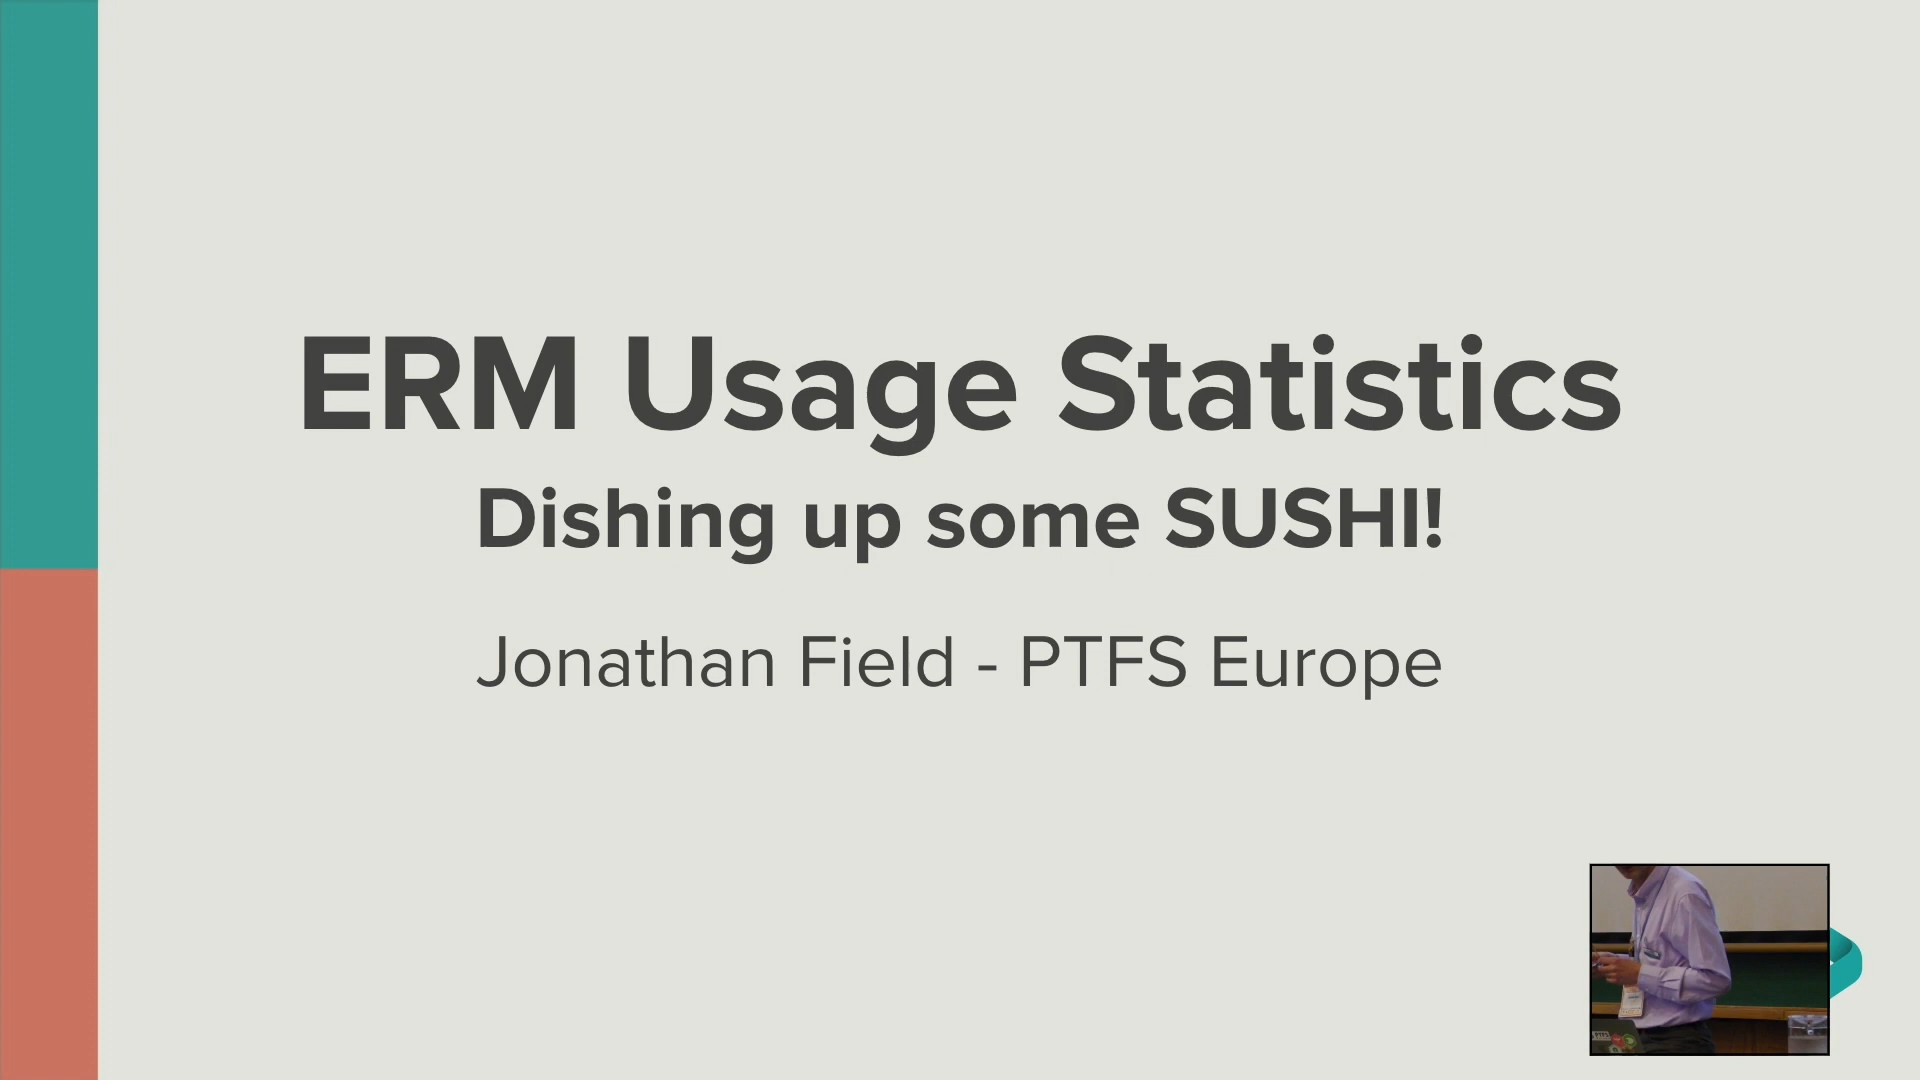 ERM Usage Statistics
Dishing up some SUSHI!
Jonathan Field - PTFS Europe